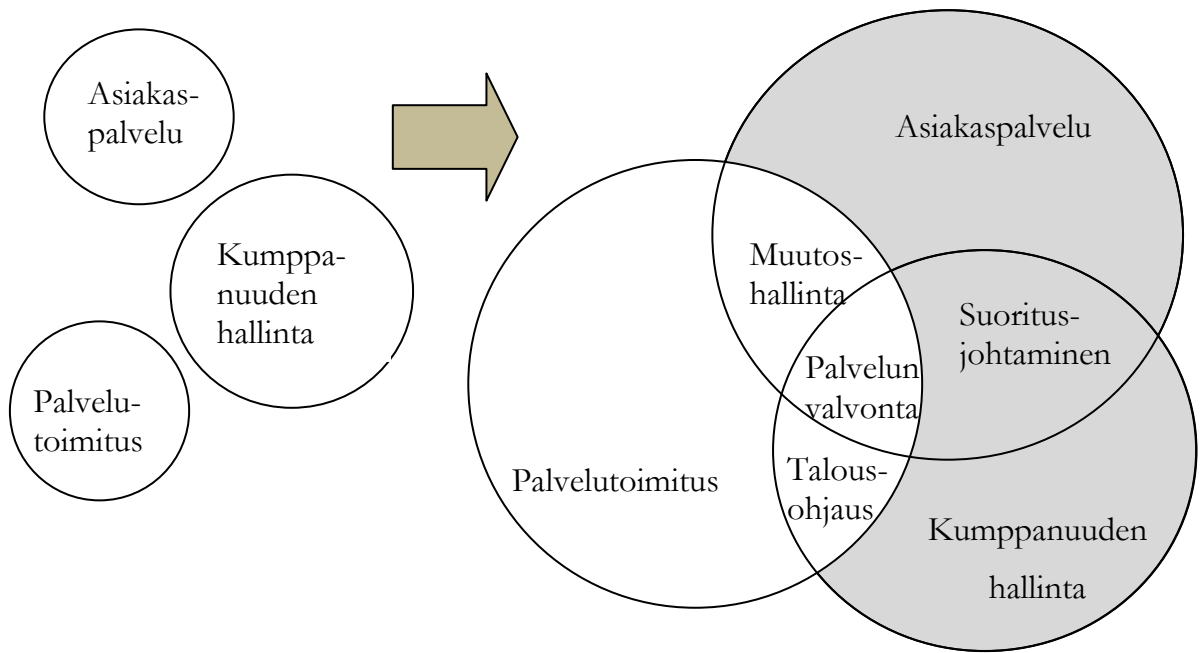 Asiakas-
palvelu
Kumppa-
nuuden
hallinta
Palvelu-
toimitus
Asiakaspalvelu
Muutos-
hallinta
Suoritus-
johtaminen
Palvelun
valvonta
Palvelutoimitus
Talous-
ohjaus
Kumppanuuden
hallinta